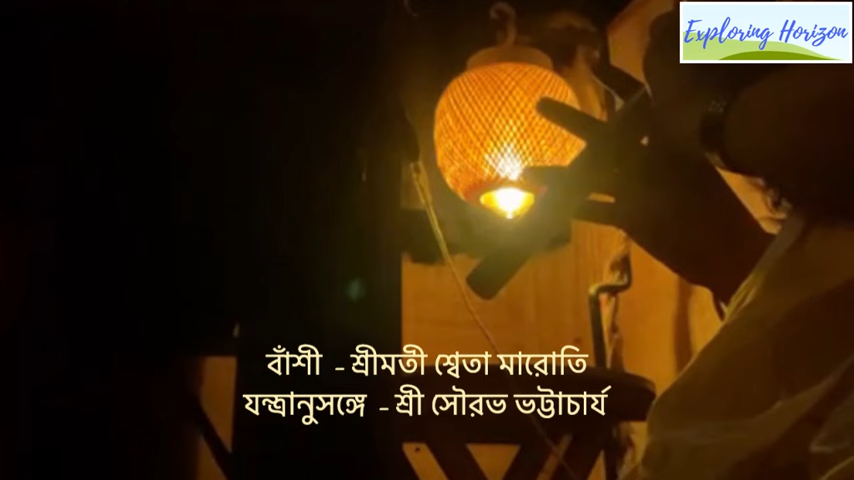 Exploring Horizon
বাঁশী - শ্রীমতী শ্বেতা মারোতি
যন্ত্রানুসঙ্গে - শ্রী সৌরভ ভট্টাচার্য